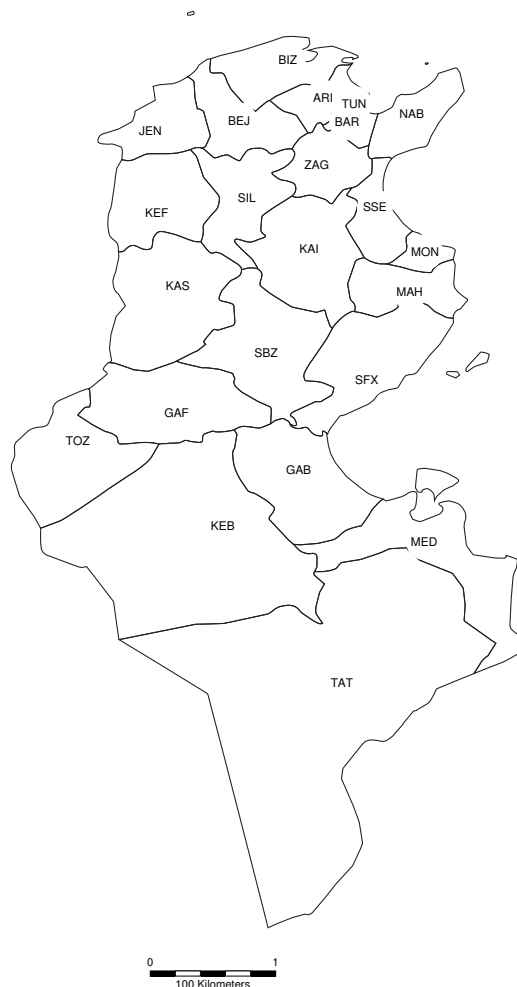 BIZ
ARI
TUN
NAB
BEJ
BAR
JEN
ZAG
SIL
SSE
KEF
KAI
MON
KAS
MAH
SBZ
SFX
GAF
TOZ
GAB
KEB
MED
TAT
0 1
100 Kilometers